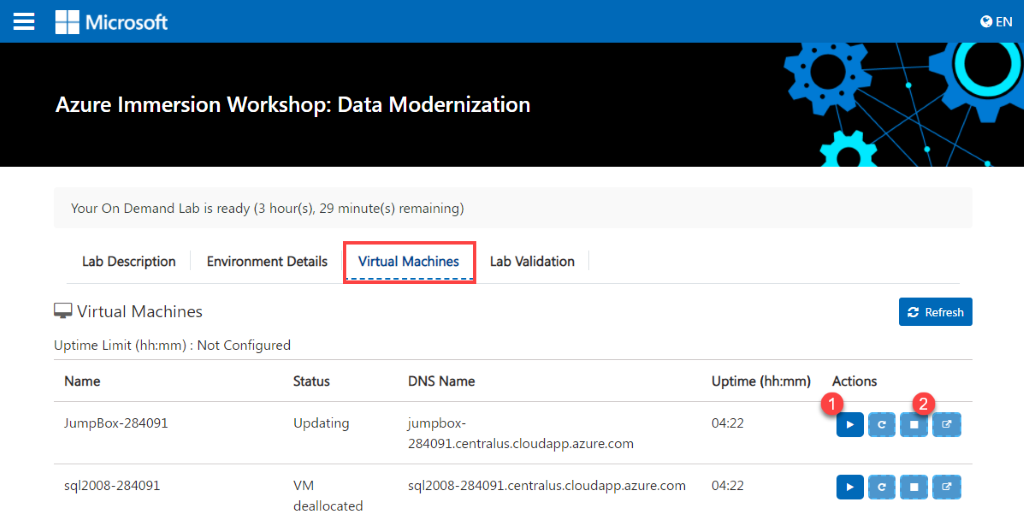 Microsoft
EN
Azure Immersion Workshop: Data Modernization
Your On Demand Lab is ready (3 hour(s), 29 minute(s) remaining)
Lab Description Environment Details Virtual Machines Lab Validation
Virtual Machines
Refresh
Uptime Limit (hh:mm) : Not Configured
Name Status DNS Name Uptime (hh:mm) Actions
1 2
JumpBox-284091 Updating jumpbox- 04:22
284091.centralus.cloudapp.azure.com
sql2008-284091 VM sql2008-284091.centralus.cloudapp.azure.com 04:22
deallocated